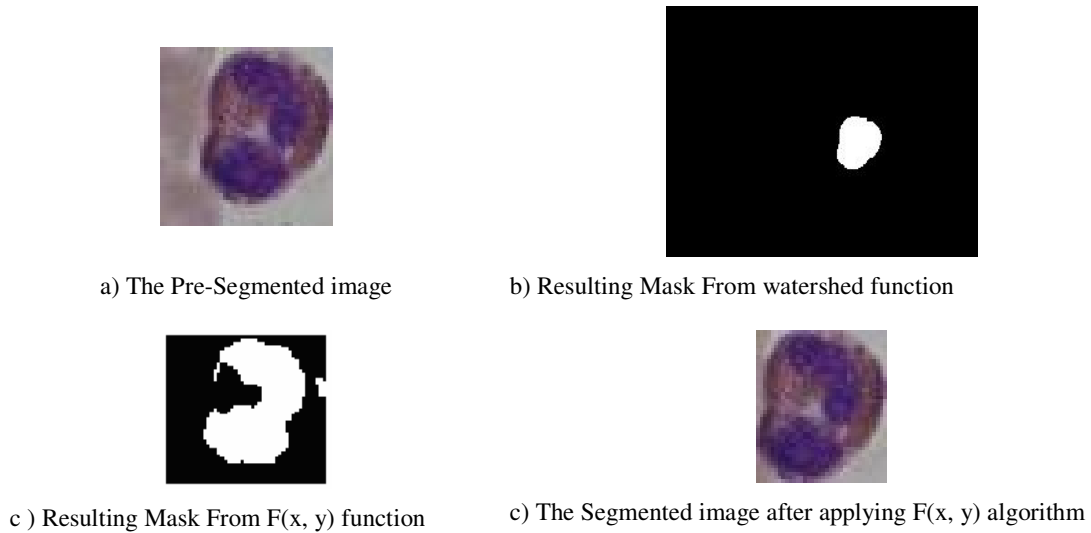 a) The Pre-Segmented image
b) Resulting Mask From watershed function
c ) Resulting Mask From F(x, y) function
c) The Segmented image after applying F(x, y) algorithm